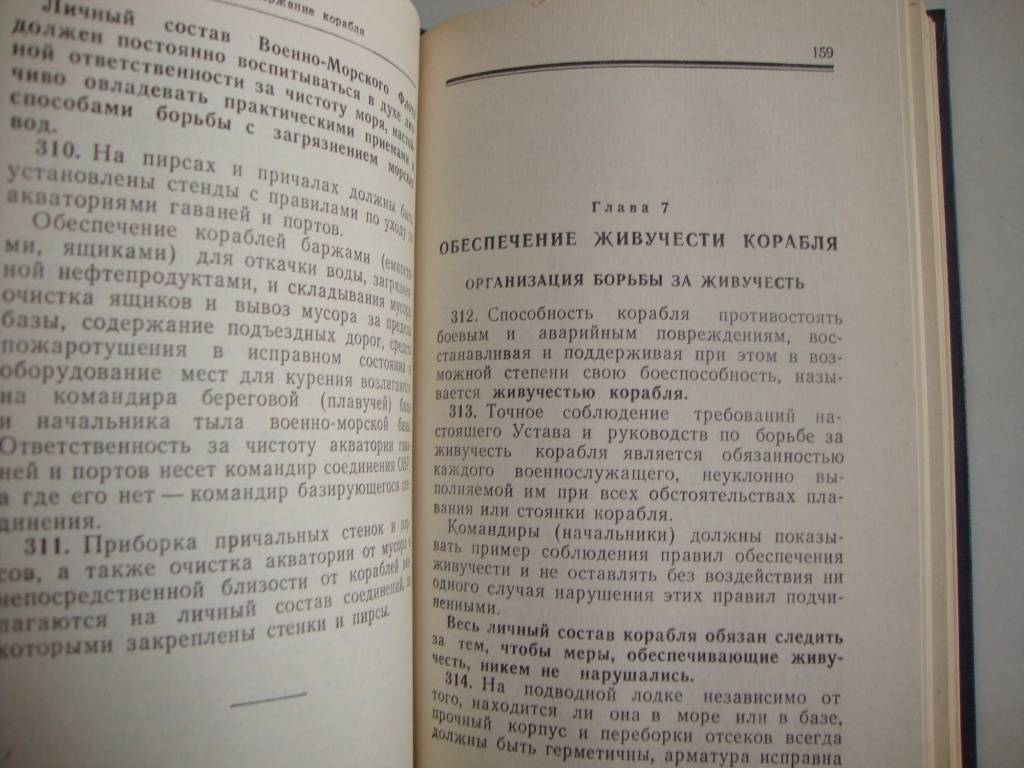 ржание корабля
Личный состав Военно-Морского Флота
должен постоянно воспитываться в духе лич-
ной ответственности за чистоту моря, настой-
чиво овладевать практическими приемами и
способами борьбы с загрязнением морских
вод.
310. На пирсах и причалах должны быть
установлены стенды с правилами по уходу за
акваториями гаваней и портов.
Обеспечение кораблей баржами (емкостя-
ми, ящиками) для откачки воды, загрязнен-
ной нефтепродуктами, и складывания мусора,
очистка ящиков и вывоз мусора за пределы
базы, содержание подъездных дорог, средств
пожаротушения в исправном состоянии и
оборудование мест для курения возлагаются
на командира береговой (плавучей) базы
и начальника тыла военно-морской базы.
Ответственность за чистоту акватории гава-
ней и портов несет командир соединения ОВР,
а где его нет — командир базирующегося сое-
динения.
311. Приборка причальных стенок и пир-
сов, а также очистка акватории от мусора в
непосредственной близости от кораблей воз-
лагаются на личный состав соединений, за
которыми закреплены стенки и пирсы.
159
Глава 7
ОБЕСПЕЧЕНИЕ ЖИВУЧЕСТИ КОРАБЛЯ
ОРГАНИЗАЦИЯ БОРЬБЫ ЗА ЖИВУЧЕСТЬ
312. Способность корабля противостоять
боевым и аварийным повреждениям, вос-
станавливая и поддерживая при этом в воз-
можной степени свою боеспособность, назы-
вается живучестью корабля.
313. Точное соблюдение требований на-
стоящего Устава и руководств по борьбе за
живучесть корабля является обязанностью
каждого военнослужащего, неуклонно вы-
полняемой им при всех обстоятельствах пла-
вания или стоянки корабля.
Командиры (начальники) должны показы-
вать пример соблюдения правил обеспечения
живучести и не оставлять без воздействия ни
одного случая нарушения этих правил подчи-
ненными.
Весь личный состав корабля обязан следить
за тем, чтобы меры, обеспечивающие живу-
честь, никем не нарушались.
314. На подводной лодке независимо от
того, находится ли она в море или в базе,
прочный корпус и переборки отсеков всегда
должны быть герметичны, арматура исправна